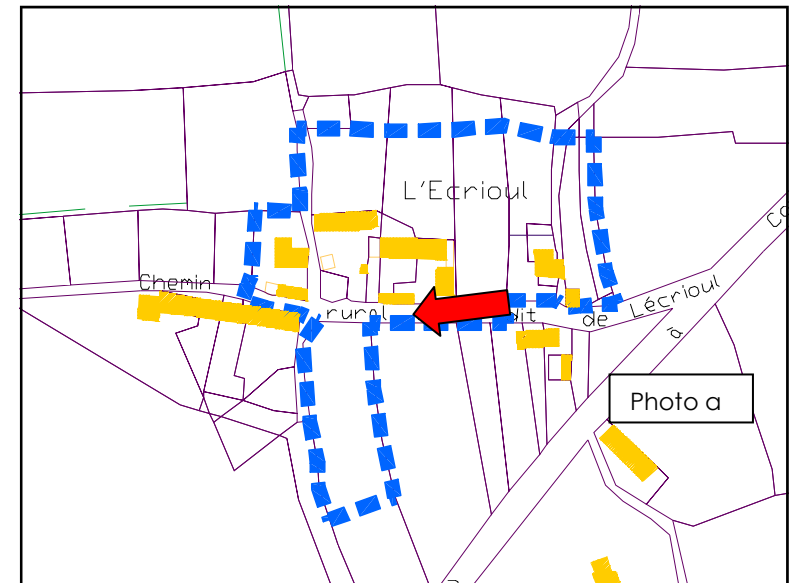 L'Ecrioul
Chemin
rural
dit
de
Lécrioul
à
Photo a